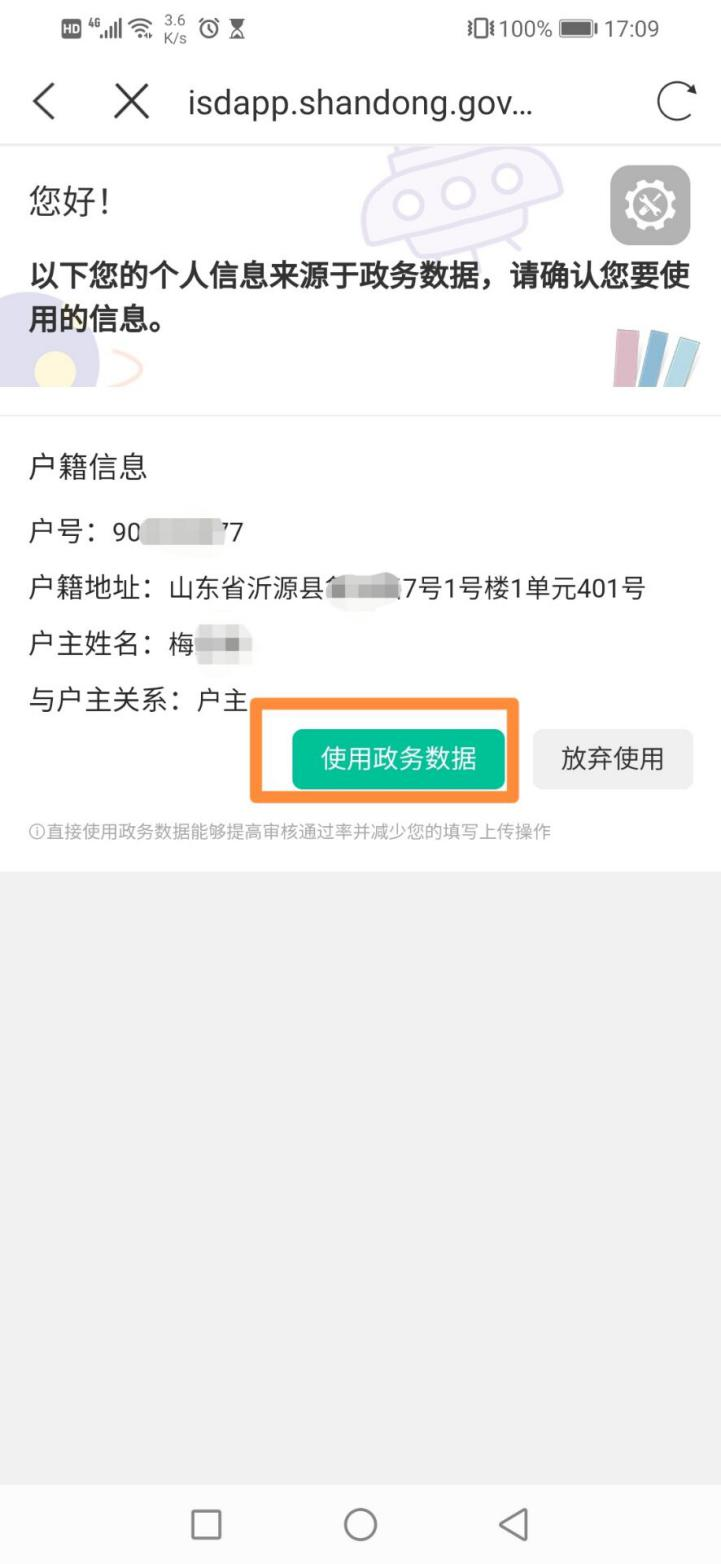 HD 4G 3.6 K/s 100% 17:09
isdapp.shandong.gov...
您好！
以下您的个人信息来源于政务数据，请确认您要使
用的信息。
户籍信息
户号：90 77
户籍地址：山东省沂源县 7号1号楼1单元401号
户主姓名：梅
与户主关系：户主
使用政务数据 放弃使用
①直接使用政务数据能够提高审核通过率并减少您的填写上传操作